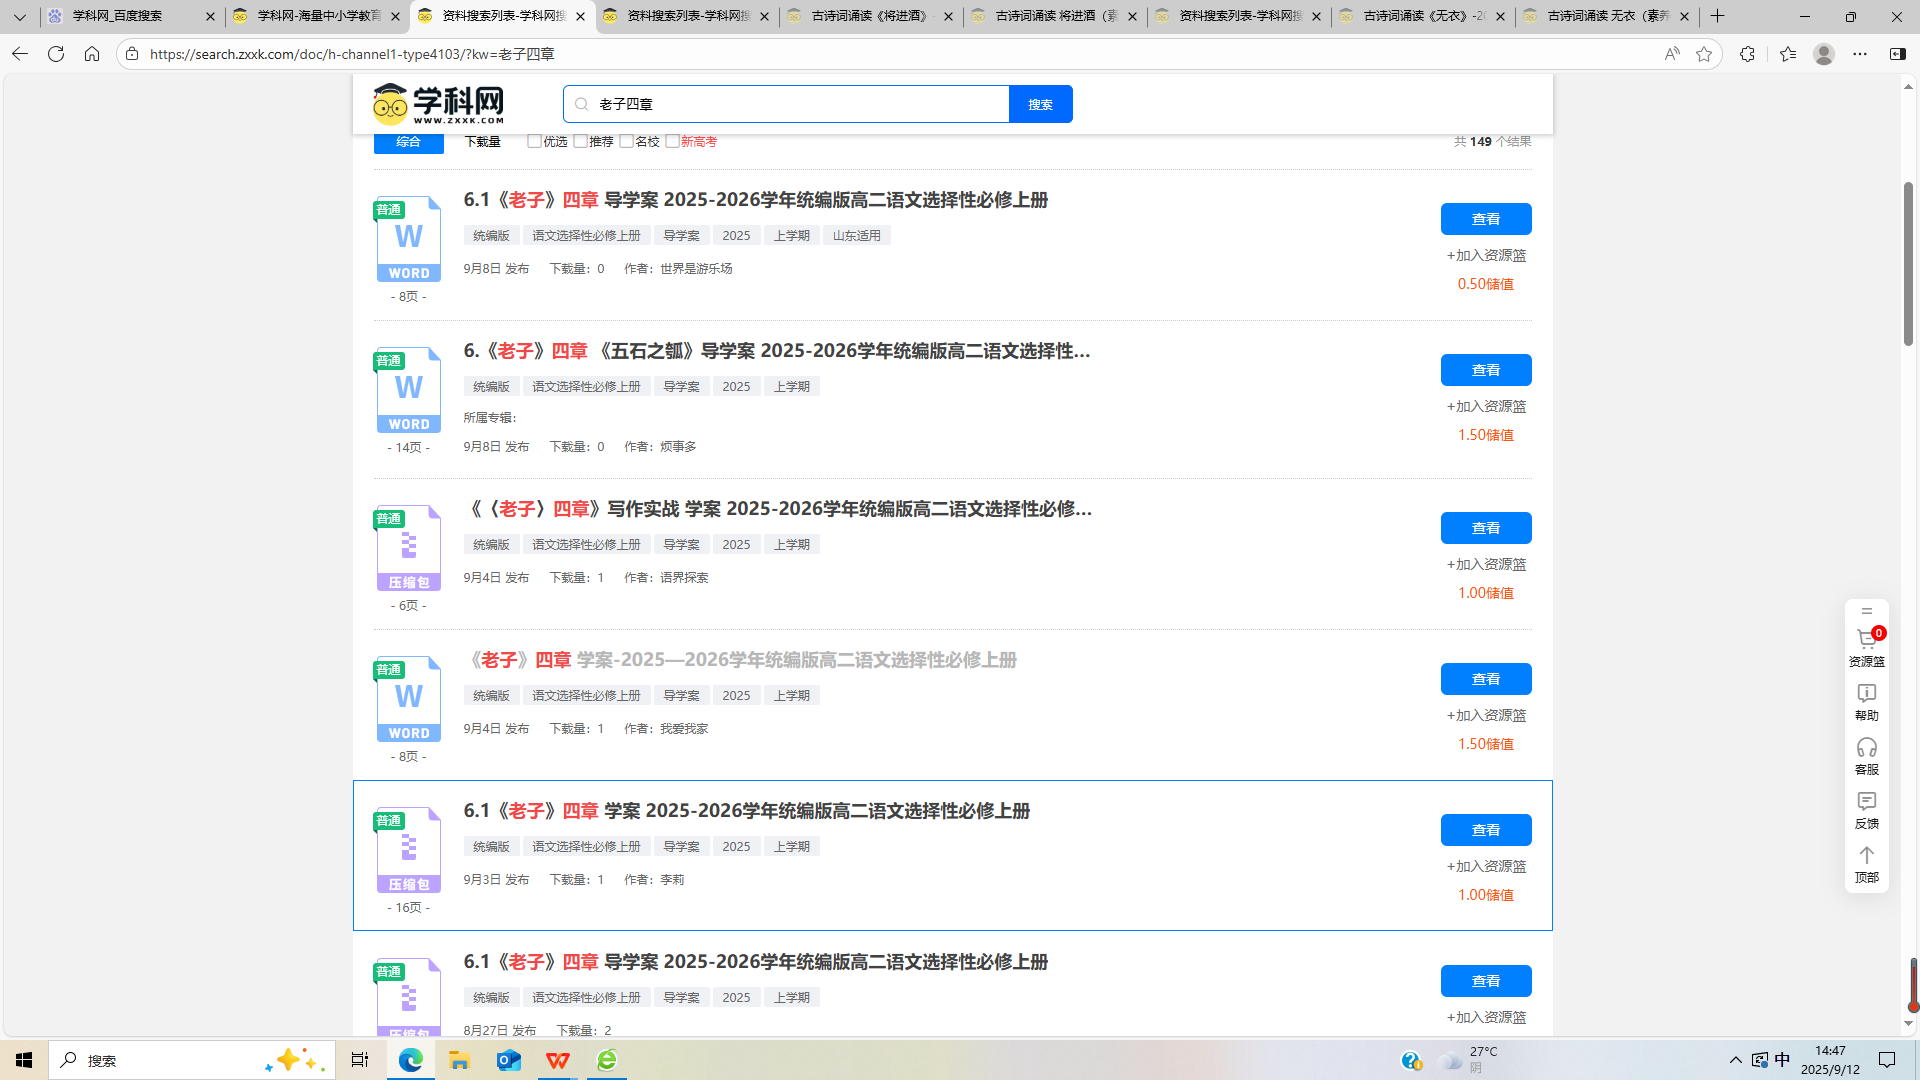 学科网_百度搜索
学科网-海量中小学教育
资料搜索列表-学科网搜
资料搜索列表-学科网搜
古诗词诵读《将进酒》-
古诗词诵读 将进酒（素
资料搜索列表-学科网搜
古诗词诵读《无衣》-20
古诗词诵读 无衣（素养
https://search.zxxk.com/doc/h-channel1-type4103/?kw=老子四章
学科网
WWW.ZXXK.COM
老子四章
搜索
综合 下载量 优选 推荐 名校 新高考
共 149 个结果
普通
W
WORD
- 8页 -
6.1《老子》四章 导学案 2025-2026学年统编版高二语文选择性必修上册
统编版 语文选择性必修上册 导学案 2025 上学期 山东适用
9月8日 发布 下载量：0 作者：世界是游乐场
查看
+加入资源篮
0.50储值
普通
W
WORD
- 14页 -
6.《老子》四章 《五石之瓠》导学案 2025-2026学年统编版高二语文选择性...
统编版 语文选择性必修上册 导学案 2025 上学期
所属专辑：
9月8日 发布 下载量：0 作者：烦事多
查看
+加入资源篮
1.50储值
普通
压缩包
- 6页 -
《〈老子〉四章》写作实战 学案 2025-2026学年统编版高二语文选择性必修...
统编版 语文选择性必修上册 导学案 2025 上学期
9月4日 发布 下载量：1 作者：语界探索
查看
+加入资源篮
1.00储值
普通
W
WORD
- 8页 -
《老子》四章 学案-2025—2026学年统编版高二语文选择性必修上册
统编版 语文选择性必修上册 导学案 2025 上学期
9月4日 发布 下载量：1 作者：我爱我家
查看
+加入资源篮
1.50储值
普通
压缩包
- 16页 -
6.1《老子》四章 学案 2025-2026学年统编版高二语文选择性必修上册
统编版 语文选择性必修上册 导学案 2025 上学期
9月3日 发布 下载量：1 作者：李莉
查看
+加入资源篮
1.00储值
普通
压缩包
6.1《老子》四章 导学案 2025-2026学年统编版高二语文选择性必修上册
统编版 语文选择性必修上册 导学案 2025 上学期
8月27日 发布 下载量：2
查看
+加入资源篮
0
资源篮
帮助
客服
反馈
顶部
搜索
27°C
阴
中
14:47
2025/9/12